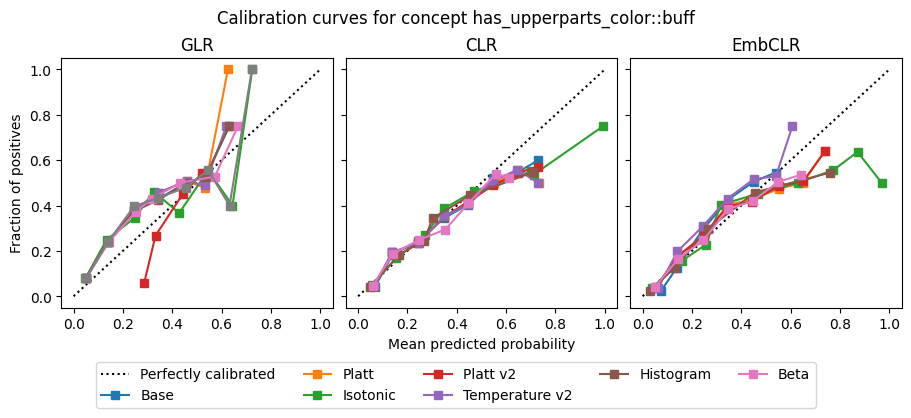 Calibration curves for concept has_upperparts_color::buff
GLR
CLR
EmbCLR
Fraction of positives
1.0
0.8
0.6
0.4
0.2
0.0
0.0 0.2 0.4 0.6 0.8 1.0
0.0 0.2 0.4 0.6 0.8 1.0
0.0 0.2 0.4 0.6 0.8 1.0
Mean predicted probability
Perfectly calibrated Platt Platt v2 Histogram Beta
Base Isotonic Temperature v2